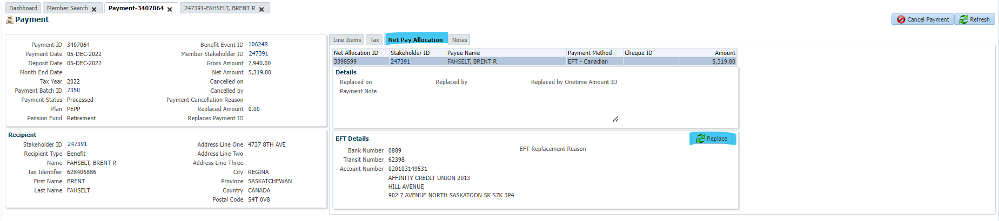 Dashboard Member Search Payment-3407064 247391-FAHSELT, BRENT R
Payment
Cancel Payment Refresh
Payment ID 3407064 Benefit Event ID 106248
Payment Date 05-DEC-2022 Member Stakeholder ID 247391
Deposit Date 05-DEC-2022 Gross Amount 7,940.00
Month End Date Net Amount 5,319.80
Tax Year 2022 Cancelled on
Payment Batch ID 7350 Cancelled by
Payment Status Processed Payment Cancellation Reason
Plan PEPP Replaced Amount 0.00
Pension Fund Retirement Replaces Payment ID
Recipient
Stakeholder ID 247391 Address Line One 4737 8TH AVE
Recipient Type Benefit Address Line Two
Name FAHSELT, BRENT R Address Line Three
Tax Identifier 628406886 City REGINA
First Name BRENT Province SASKATCHEWAN
Last Name FAHSELT Country CANADA
Postal Code S4T 0V8
Line Items Tax Net Pay Allocation Notes
Net Allocation ID Stakeholder ID Payee Name Payment Method Cheque ID Amount
3398599 247391 FAHSELT, BRENT R EFT - Canadian 5,319.80
Details
Replaced on Replaced by Replaced by Onetime Amount ID
Payment Note
EFT Details Replace
Bank Number 0889 EFT Replacement Reason
Transit Number 62398
Account Number 020103149531
AFFINITY CREDIT UNION 2013
HILL AVENUE
902 7 AVENUE NORTH SASKATOON SK S7K 3P4